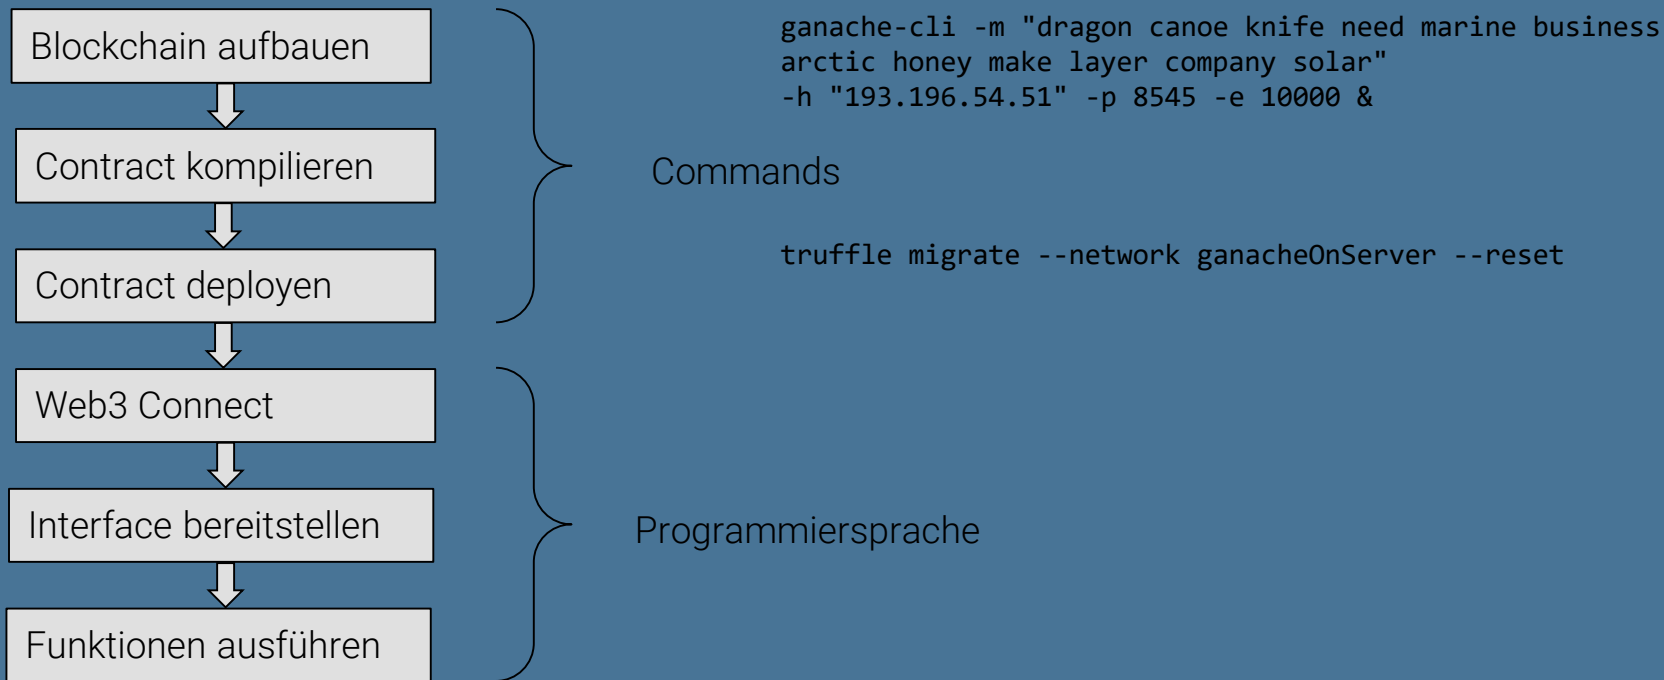 Blockchain aufbauen
Contract kompilieren
Contract deployen
Web3 Connect
Interface bereitstellen
Funktionen ausführen
ganache-cli -m "dragon canoe knife need marine business
arctic honey make layer company solar"
-h "193.196.54.51" -p 8545 -e 10000 &
Commands
truffle migrate --network ganacheOnServer --reset
Programmiersprache